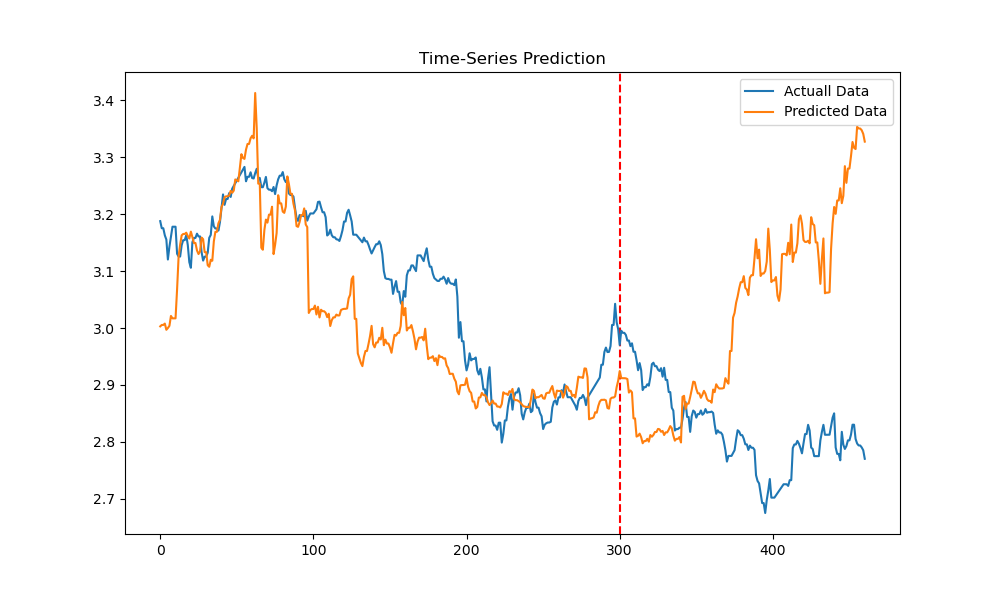 Time-Series Prediction
Actuall Data
Predicted Data
3.4
3.3
3.2
3.1
3.0
2.9
2.8
2.7
0 100 200 300 400